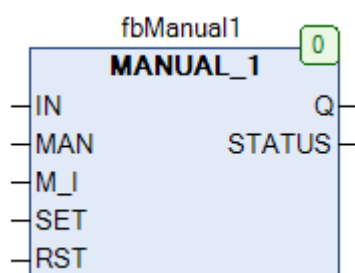 fbManual1
0
MANUAL_1
IN Q
MAN STATUS
M_I
SET
RST